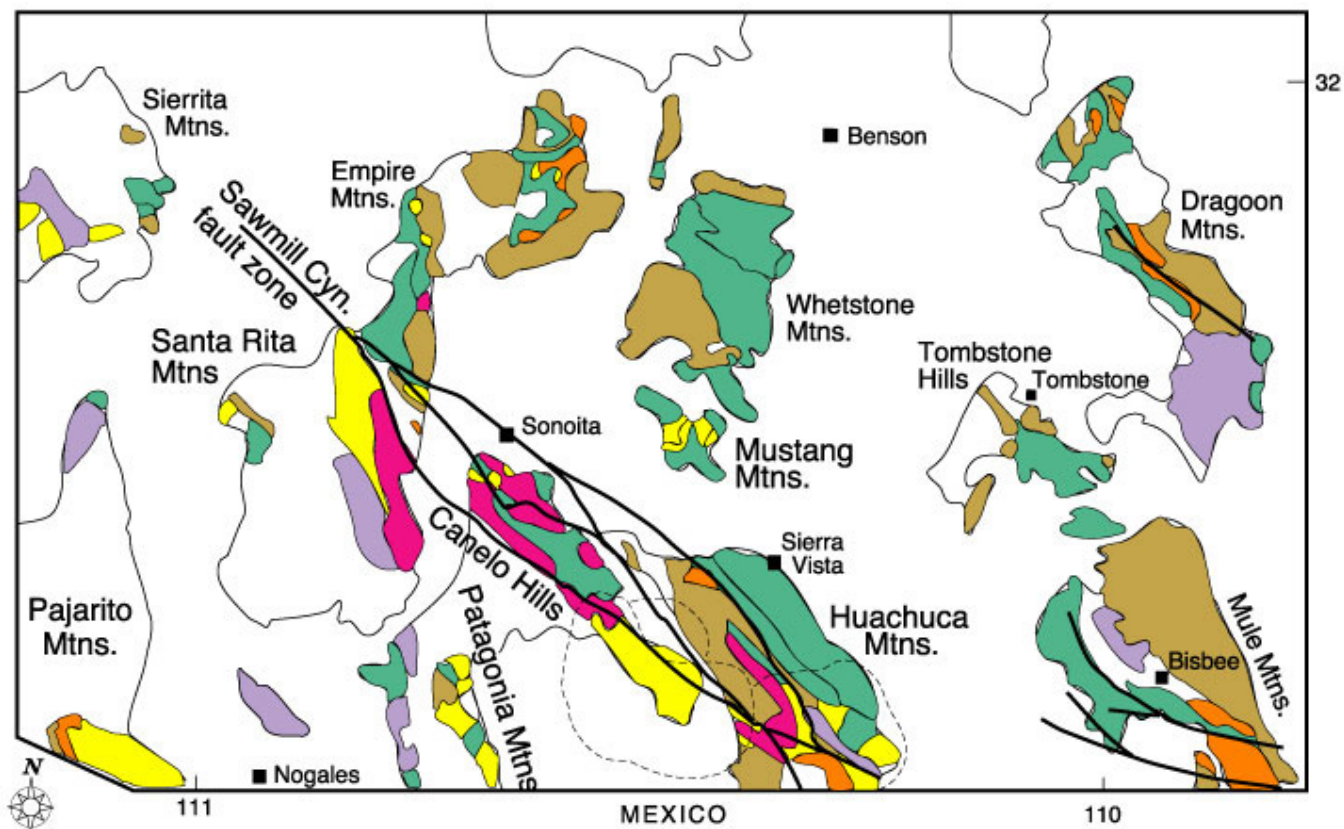 32
Sierrita
Mtns.
Benson
Empire
Mtns.
Sawmill Cyn.
fault zone
Dragoon
Mtns.
Whetstone
Mtns.
Santa Rita
Mtns
Tombstone
Hills
Tombstone
Sonoita
Mustang
Mtns.
Canelo Hills
Sierra
Vista
Pajarito
Mtns.
Patagonia Mtns
Huachuca
Mtns.
Mule Mtns.
Bisbee
Nogales
N
111
MEXICO
110